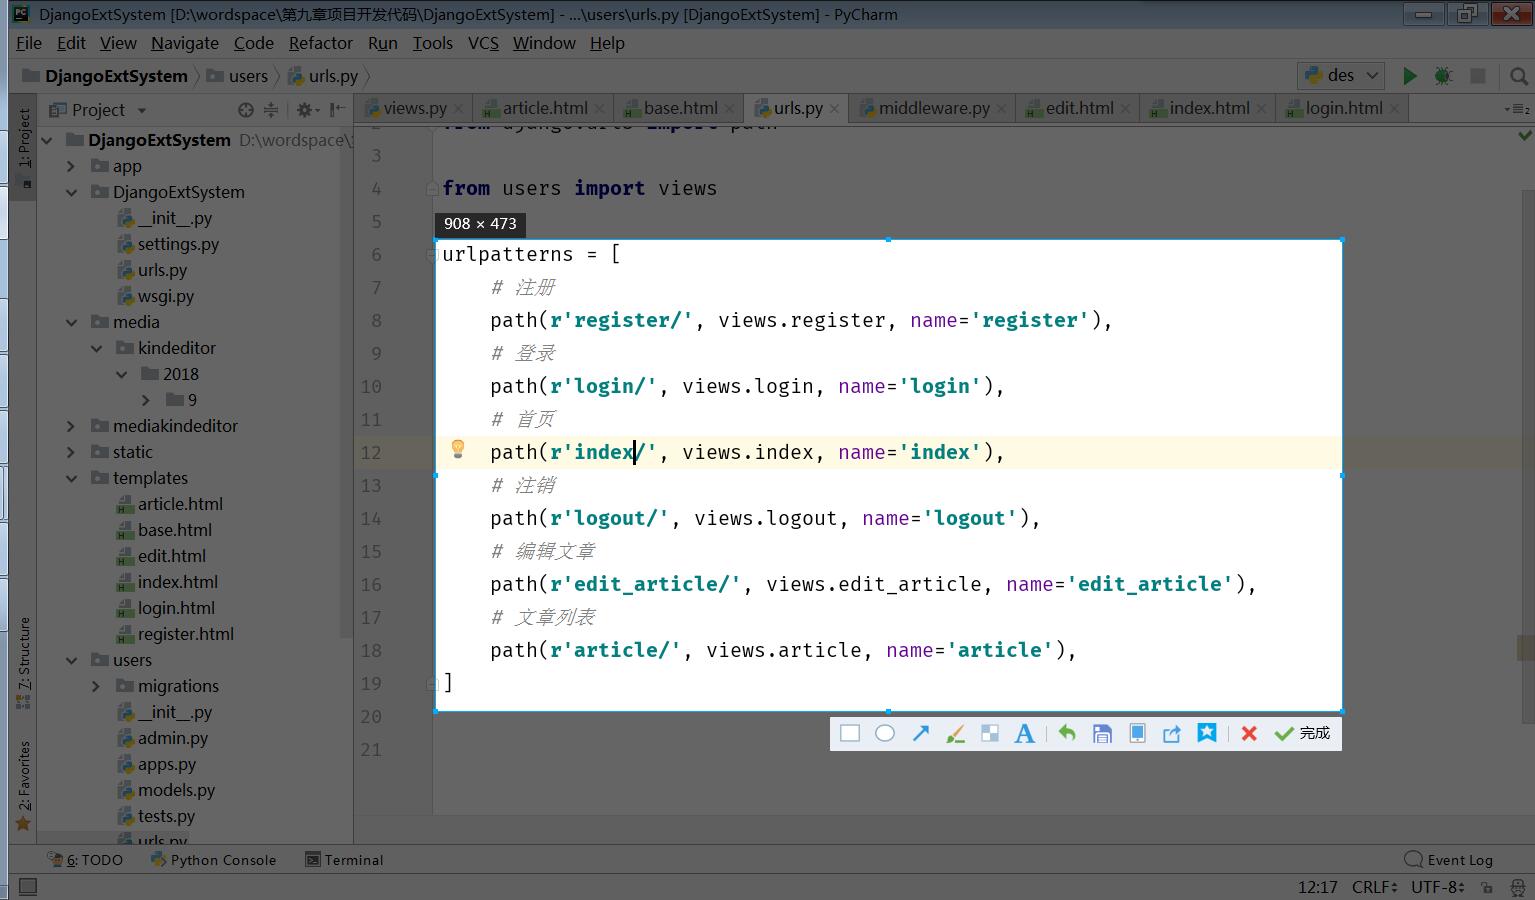 DjangoExtSystem [D:\wordspace\第九章项目开发代码\DjangoExtSystem] - ...\users\urls.py [DjangoExtSystem] - PyCharm
File Edit View Navigate Code Refactor Run Tools VCS Window Help
DjangoExtSystem users urls.py des
Project views.py article.html base.html urls.py middleware.py edit.html index.html login.html
1: Project
7: Structure
2: Favorites
DjangoExtSystem D:\wordspace\
app
DjangoExtSystem
__init__.py
settings.py
urls.py
wsgi.py
media
kindeditor
2018
9
mediakindeditor
static
templates
article.html
base.html
edit.html
index.html
login.html
register.html
users
migrations
__init__.py
admin.py
apps.py
models.py
tests.py
urls.py
2 from django.urls import path
3
4 from users import views
5
908 × 473
6 urlpatterns = [
7 # 注册
8 path(r'register/', views.register, name='register'),
9 # 登录
10 path(r'login/', views.login, name='login'),
11 # 首页
12 path(r'index/', views.index, name='index'),
13 # 注销
14 path(r'logout/', views.logout, name='logout'),
15 # 编辑文章
16 path(r'edit_article/', views.edit_article, name='edit_article'),
17 # 文章列表
18 path(r'article/', views.article, name='article'),
19 ]
20
21
A 完成
6: TODO Python Console Terminal Event Log
12:17 CRLF UTF-8